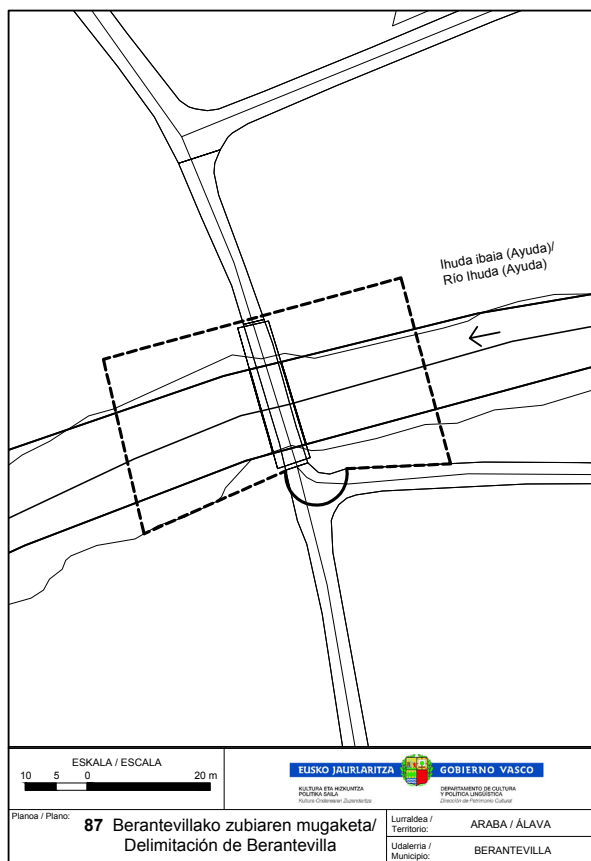 Ihuda ibaia (Ayuda)/
Río Ihuda (Ayuda)
ESKALA / ESCALA
10 5 0 20 m
EUSKO JAURLARITZA GOBIERNO VASCO
KULTURA ETA HIZKUNTZA
POLITIKA SAILA
Kultura Ondarearen Zuzendaritza
DEPARTAMENTO DE CULTURA
Y POLÍTICA LINGÜÍSTICA
Dirección de Patrimonio Cultural
Planoa / Plano:
87 Berantevillako zubiaren mugaketa/
Delimitación de Berantevilla
Lurraldea /
Territorio:
ARABA / ÁLAVA
Udalerria /
Municipio:
BERANTEVILLA